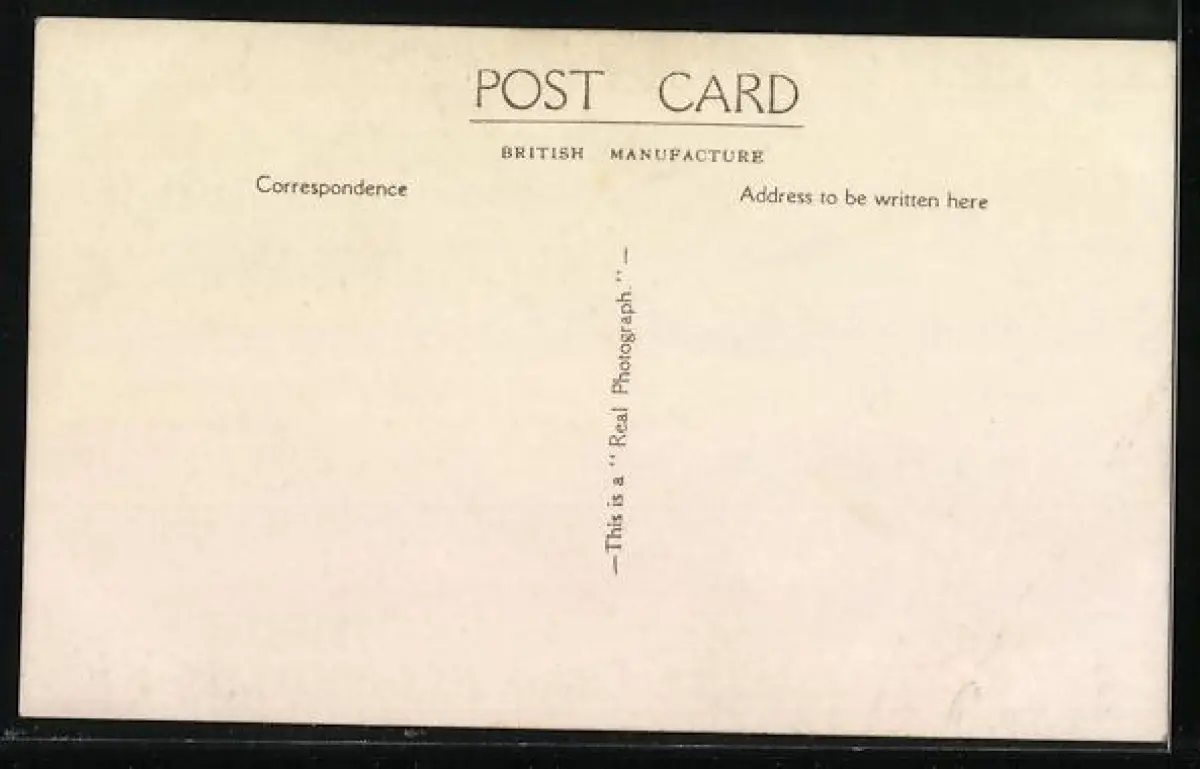 POST CARD
BRITISH MANUFACTURE
Correspondence
Address to be written here
—This is a "Real Photograph."—